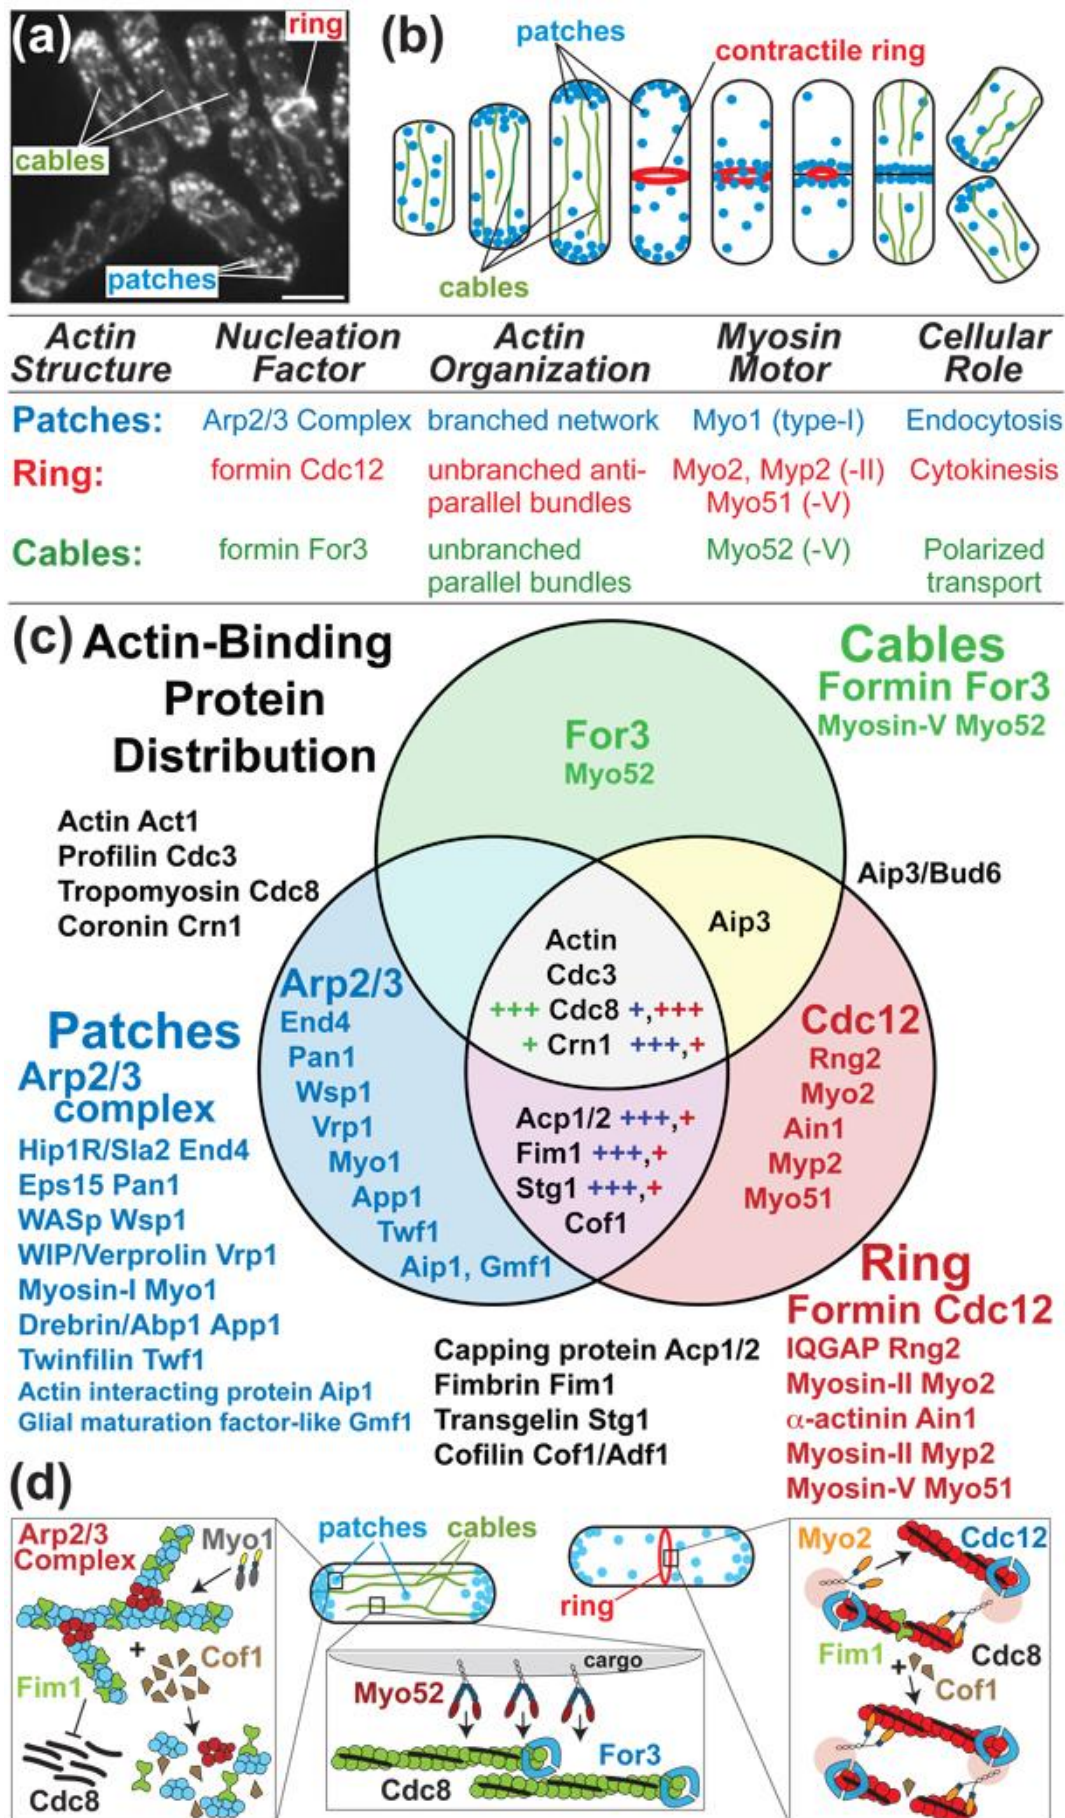 (a)
ring
cables
patches
(b)
patches
contractile ring
cables
Actin Structure Nucleation Factor Actin Organization Myosin Motor Cellular Role
Patches: Arp2/3 Complex branched network Myo1 (type-I) Endocytosis
Ring: formin Cdc12 unbranched anti- Myo2, Myp2 (-II) Cytokinesis
parallel bundles Myo51 (-V)
Cables: formin For3 unbranched Myo52 (-V) Polarized
parallel bundles transport
(c) Actin-Binding
Protein
Distribution
Actin Act1
Profilin Cdc3
Tropomyosin Cdc8
Coronin Crn1
Cables
Formin For3
Myosin-V Myo52
For3
Myo52
Aip3/Bud6
Aip3
Actin
Cdc3
+++ Cdc8 +,+++
+ Crn1 +++,+
Arp2/3
End4
Pan1
Wsp1
Vrp1
Myo1
App1
Twf1
Aip1, Gmf1
Acp1/2 +++,+
Fim1 +++,+
Stg1 +++,+
Cof1
Cdc12
Rng2
Myo2
Ain1
Myp2
Myo51
Patches
Arp2/3
complex
Hip1R/Sla2 End4
Eps15 Pan1
WASp Wsp1
WIP/Verprolin Vrp1
Myosin-I Myo1
Drebrin/Abp1 App1
Twinfilin Twf1
Actin interacting protein Aip1
Glial maturation factor-like Gmf1
Capping protein Acp1/2
Fimbrin Fim1
Transgelin Stg1
Cofilin Cof1/Adf1
Ring
Formin Cdc12
IQGAP Rng2
Myosin-II Myo2
α-actinin Ain1
Myosin-II Myp2
Myosin-V Myo51
(d)
Arp2/3
Complex
Myo1
+
Cof1
Fim1
Cdc8
patches
cables
ring
cargo
Myo52
For3
Cdc8
Myo2
Cdc12
Fim1
Cdc8
+
Cof1